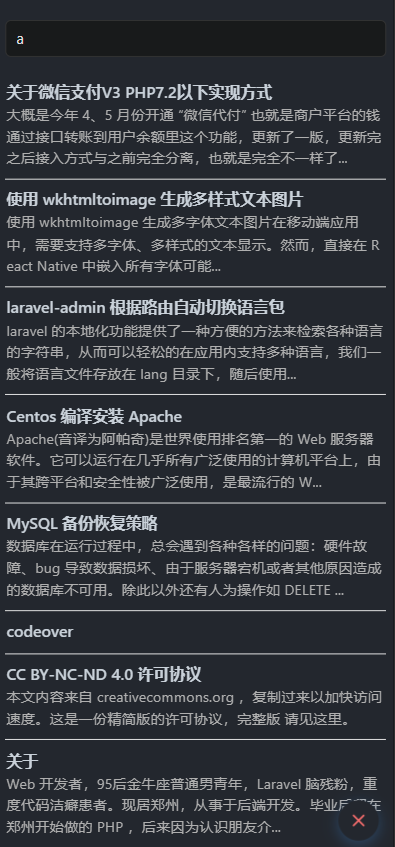 a
关于微信支付V3 PHP7.2以下实现方式
大概是今年 4、5 月份开通 “微信代付” 也就是商户平台的钱
通过接口转账到用户余额里这个功能，更新了一版，更新完
之后接入方式与之前完全分离，也就是完全不一样了...
使用 wkhtmltoimage 生成多样式文本图片
使用 wkhtmltoimage 生成多字体文本图片在移动端应用
中，需要支持多字体、多样式的文本显示。然而，直接在 R
eact Native 中嵌入所有字体可能...
laravel-admin 根据路由自动切换语言包
laravel 的本地化功能提供了一种方便的方法来检索各种语言
的字符串，从而可以轻松的在应用内支持多种语言，我们一
般将语言文件存放在 lang 目录下，随后使用...
Centos 编译安装 Apache
Apache(音译为阿帕奇)是世界使用排名第一的 Web 服务器
软件。它可以运行在几乎所有广泛使用的计算机平台上，由
于其跨平台和安全性被广泛使用，是最流行的 W...
MySQL 备份恢复策略
数据库在运行过程中，总会遇到各种各样的问题：硬件故
障、bug 导致数据损坏、由于服务器宕机或者其他原因造成
的数据库不可用。除此以外还有人为操作如 DELETE ...
codeover
CC BY-NC-ND 4.0 许可协议
本文内容来自 creativecommons.org ，复制过来以加快访问
速度。这是一份精简版的许可协议，完整版 请见这里。
关于
Web 开发者，95后金牛座普通男青年，Laravel 脑残粉，重
度代码洁癖患者。现居郑州，从事于后端开发。毕业后在
郑州开始做的 PHP ，后来因为认识朋友介...